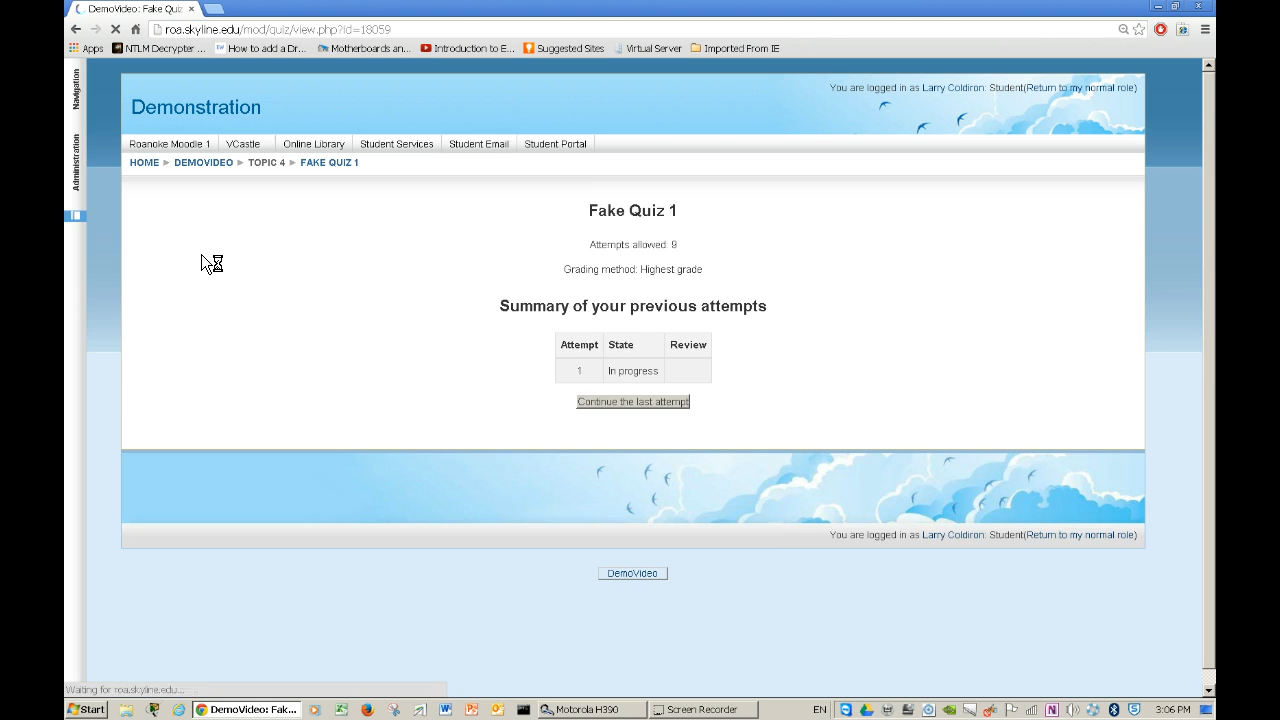 DemoVideo: Fake Quiz
roa.skyline.edu/mod/quiz/view.php?id=18059
Apps NTLM Decrypter ... How to add a Dr... Motherboards an... Introduction to E... Suggested Sites Virtual Server Imported From IE
Navigation
Administration
You are logged in as Larry Coldiron: Student(Return to my normal role)
Demonstration
Roanoke Moodle 1 VCastle Online Library Student Services Student Email Student Portal
HOME ► DEMOVIDEO ► TOPIC 4 ► FAKE QUIZ 1
Fake Quiz 1
Attempts allowed: 9
Grading method: Highest grade
Summary of your previous attempts
Attempt State Review
1 In progress
Continue the last attempt
You are logged in as Larry Coldiron: Student(Return to my normal role)
DemoVideo
Waiting for roa.skyline.edu...
Start DemoVideo: Fak... Motorola H390 Screen Recorder EN 3:06 PM